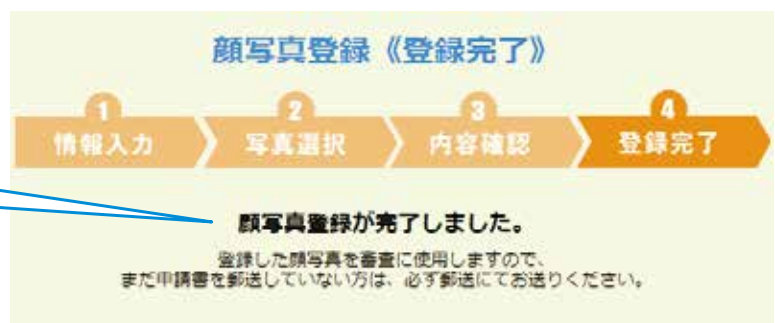 顔写真登録《登録完了》
1 2 3 4
情報入力 写真選択 内容確認 登録完了
顔写真登録が完了しました。
登録した顔写真を審査に使用しますので、
まだ申請書を郵送していない方は、必ず郵送にてお送りください。